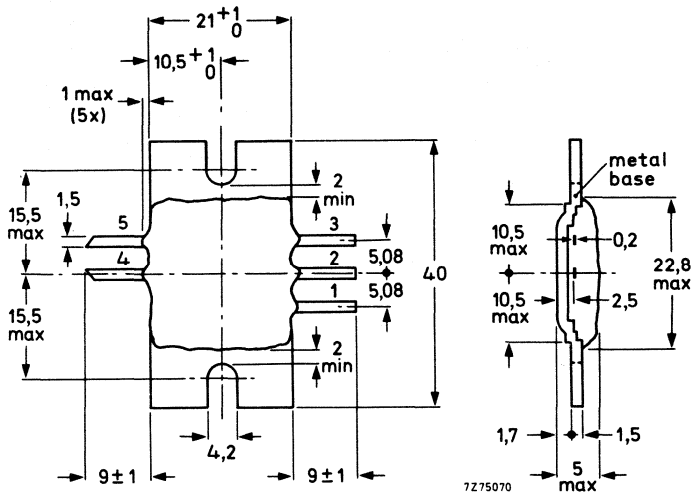 21 +1 0
10,5 +1 0
1 max
(5x)
metal
base
2
min
1,5
15,5
max
5
3
4
2
1
5,08
5,08
40
10,5
max
0,2
22,8
max
10,5
max
2,5
15,5
max
2
min
4,2
1,7
1,5
9±1
9±1
5
max
7Z75070